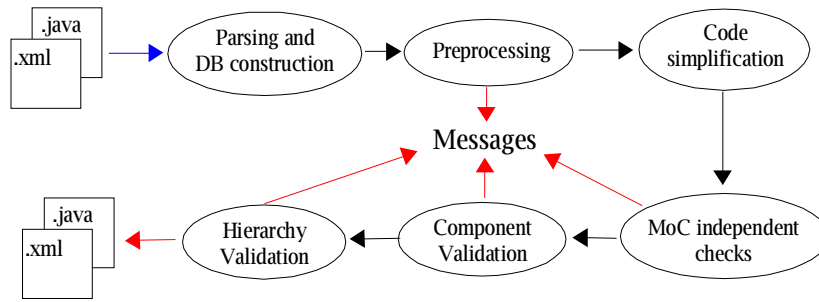 .java
.xml
Parsing and
DB construction
Preprocessing
Code
simplification
Messages
.java
.xml
Hierarchy
Validation
Component
Validation
MoC independent
checks